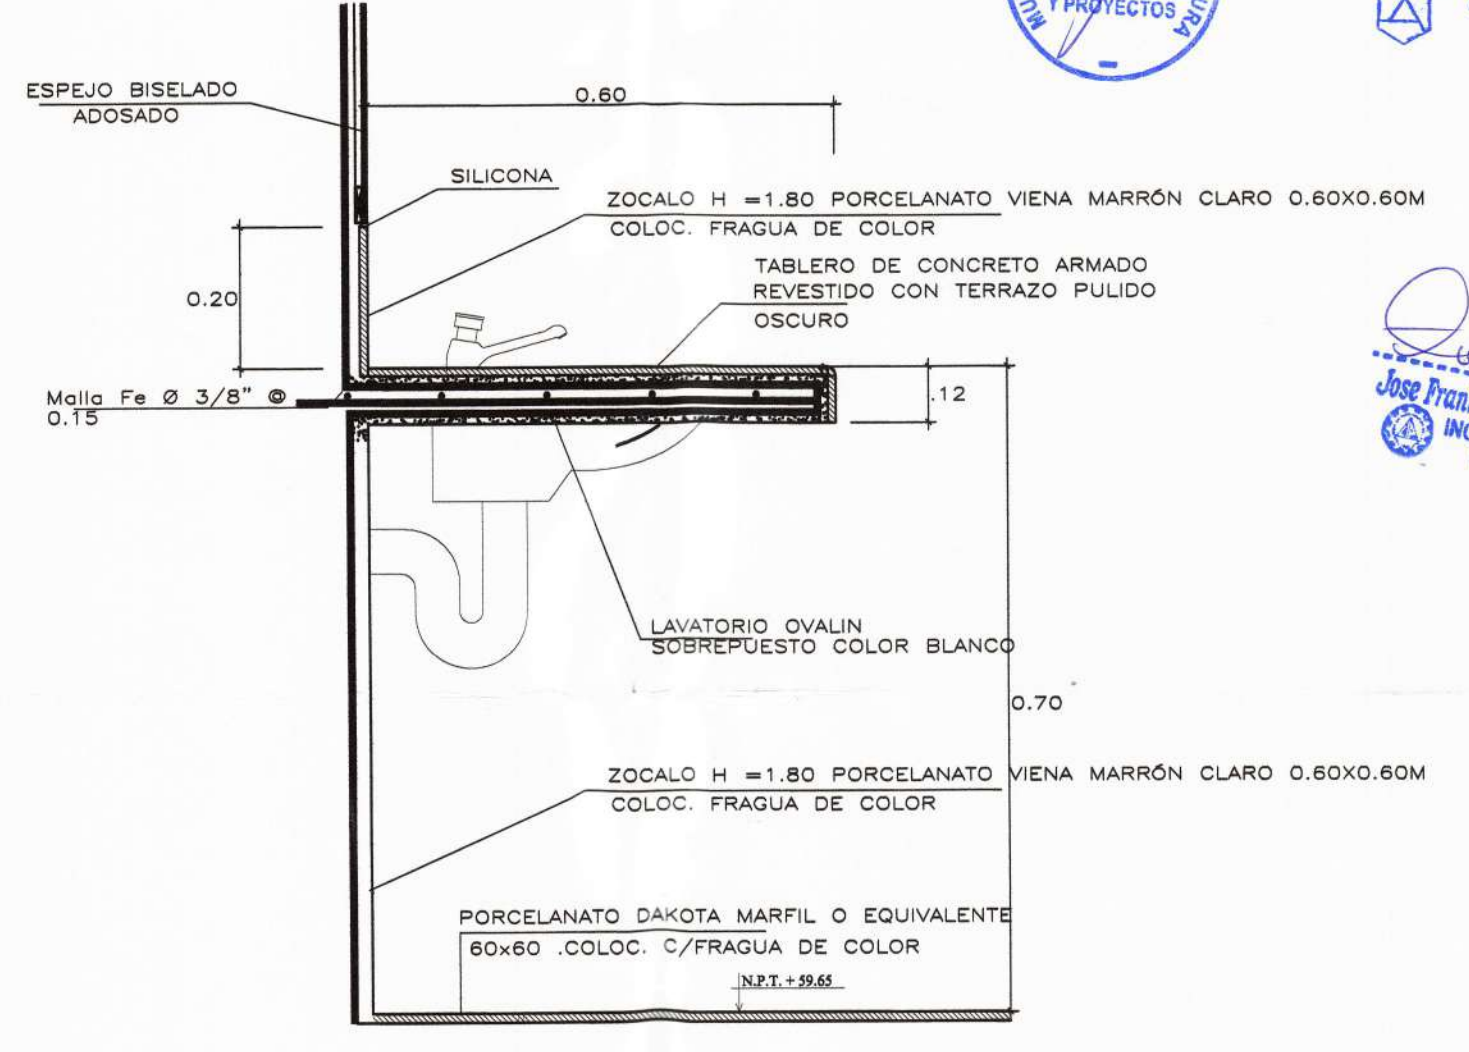 Y PROYECTOS
ESPEJO BISELADO
ADOSADO
0.60
SILICONA
ZOCALO H =1.80 PORCELANATO VIENA MARRÓN CLARO 0.60X0.60M
COLOC. FRAGUA DE COLOR
TABLERO DE CONCRETO ARMADO
REVESTIDO CON TERRAZO PULIDO
OSCURO
0.20
Malla Fe Ø 3/8" @
0.15
.12
Jose Fran
LAVATORIO OVALIN
SOBREPUESTO COLOR BLANCO
0.70
ZOCALO H =1.80 PORCELANATO VIENA MARRÓN CLARO 0.60X0.60M
COLOC. FRAGUA DE COLOR
PORCELANATO DAKOTA MARFIL O EQUIVALENTE
60x60 .COLOC. C/FRAGUA DE COLOR
N.P.T. + 59.65